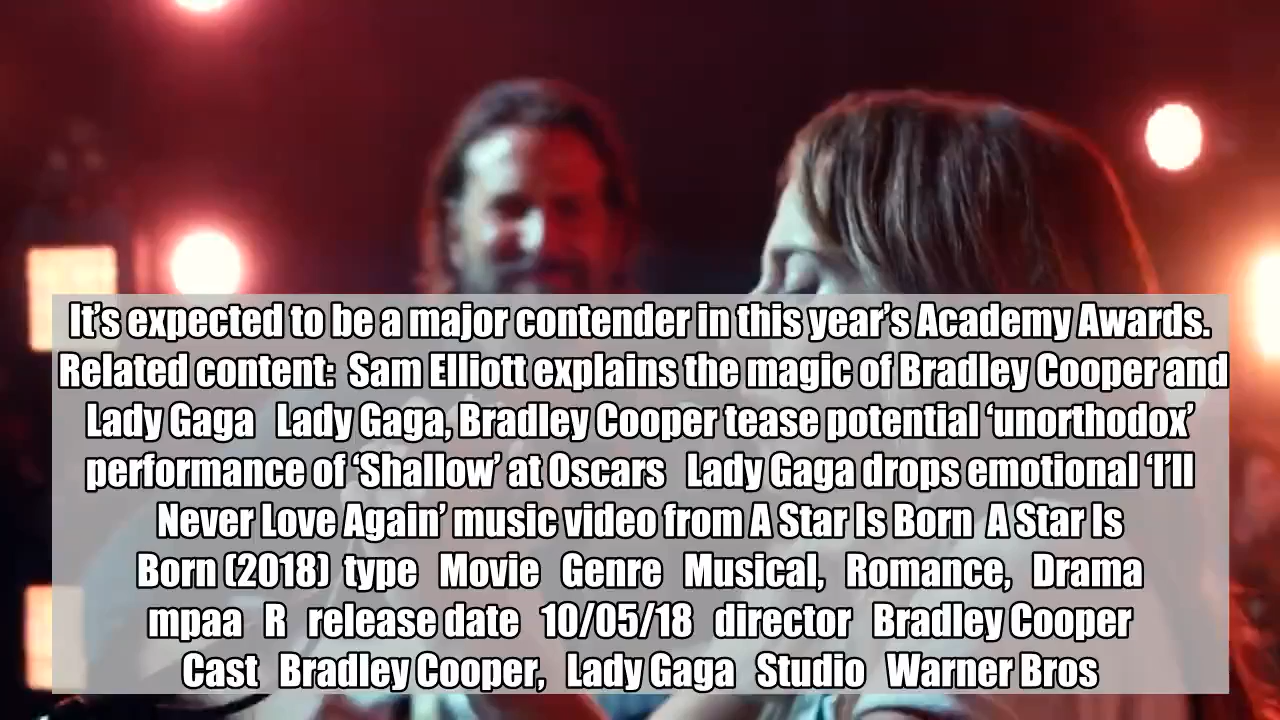 It's expected to be a major contender in this year's Academy Awards.
Related content:  Sam Elliott explains the magic of Bradley Cooper and
Lady Gaga   Lady Gaga, Bradley Cooper tease potential ‘unorthodox’
performance of ‘Shallow’ at Oscars   Lady Gaga drops emotional ‘I’ll
Never Love Again’ music video from A Star Is Born  A Star Is
Born (2018)  type   Movie   Genre   Musical,   Romance,   Drama
mpaa   R   release date   10/05/18   director   Bradley Cooper
Cast   Bradley Cooper,   Lady Gaga   Studio   Warner Bros